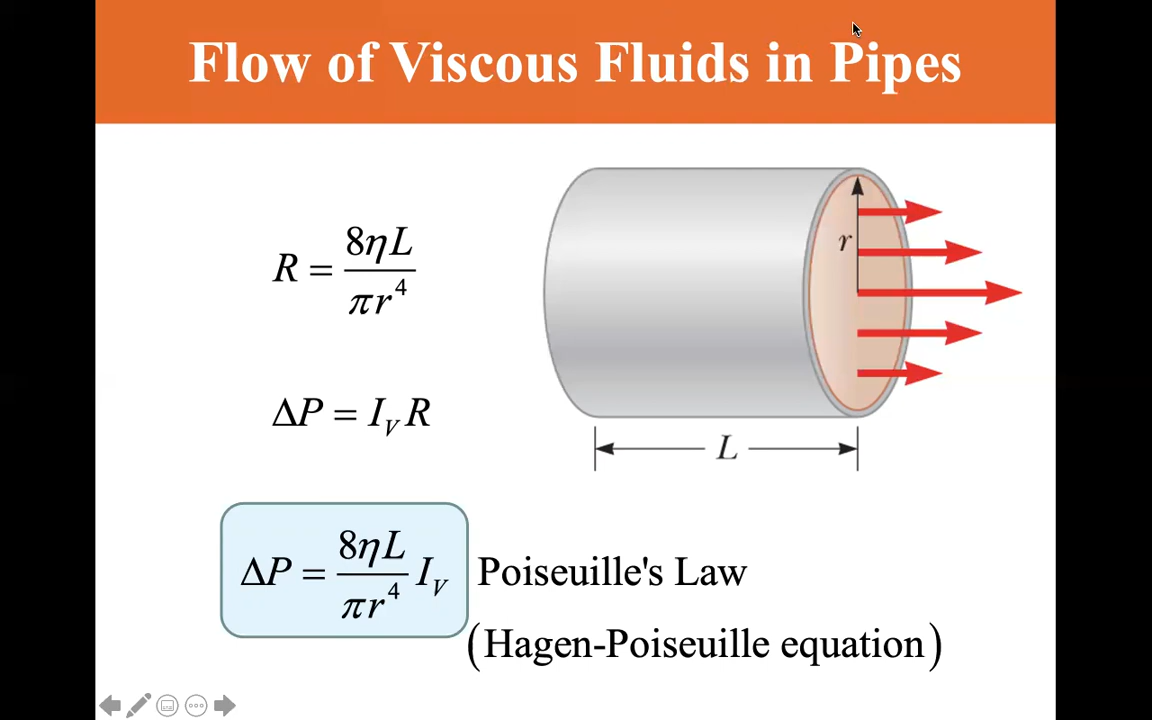 Flow of Viscous Fluids in Pipes
R = 8ηL / πr⁴
r
ΔP = I_V R
L
ΔP = 8ηL / πr⁴ I_V Poiseuille's Law
(Hagen-Poiseuille equation)